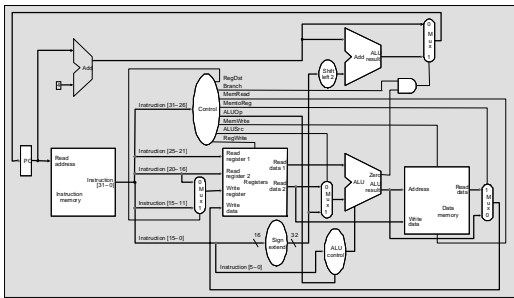 0
M
u
x
1
ALU
result
Add
Add
Shift
left 2
RegDst
Branch
MemRead
MemtoReg
ALUOp
MemWrite
ALUSrc
RegWrite
Control
Instruction [31–26]
Instruction [25–21]
Instruction [20–16]
Instruction [15–11]
Instruction [15–0]
Instruction [5–0]
PC
Read
address
Instruction
[31–0]
Instruction
memory
0
M
u
x
1
Read
register 1
Read
register 2
Write
register
Write
data
Registers
Read
data 1
Read
data 2
0
M
u
x
1
Zero
ALU
ALU
result
Address
Write
data
Read
data
Data
memory
1
M
u
x
0
16
Sign
extend
32
ALU
control